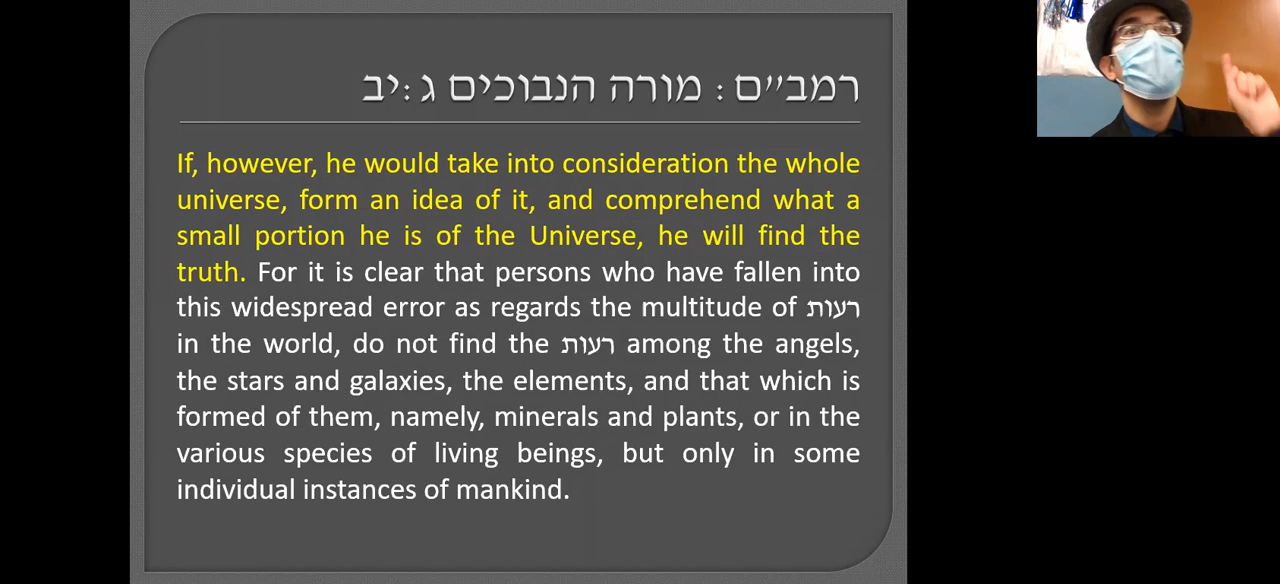 רמב״ם : מורה הנבוכים ג :יב
If, however, he would take into consideration the whole
universe, form an idea of it, and comprehend what a
small portion he is of the Universe, he will find the
truth. For it is clear that persons who have fallen into
this widespread error as regards the multitude of רעות
in the world, do not find the רעות among the angels,
the stars and galaxies, the elements, and that which is
formed of them, namely, minerals and plants, or in the
various species of living beings, but only in some
individual instances of mankind.